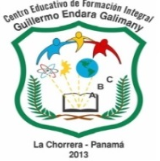 Centro Educativo de Formación Integral
Guillermo Endara Galimany
A B C
La Chorrera - Panamá
2013